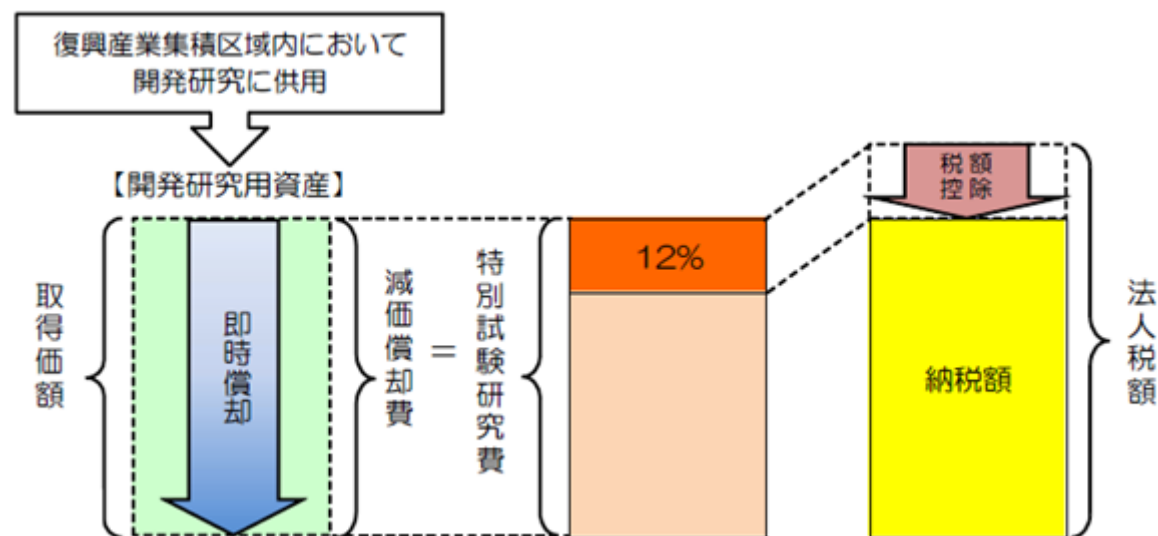 復興産業集積区域内において
開発研究に供用
【開発研究用資産】
取得価額
即時償却
減価償却費
＝
特別試験研究費
12%
税額
控除
納税額
法人税額